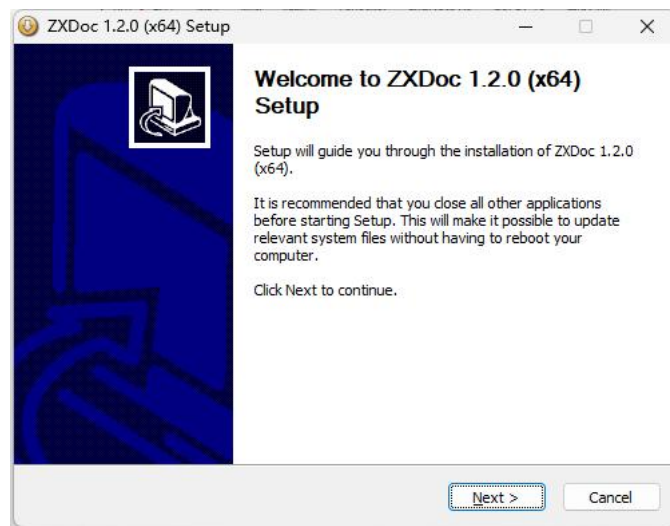 ZXDoc 1.2.0 (x64) Setup
Welcome to ZXDoc 1.2.0 (x64)
Setup
Setup will guide you through the installation of ZXDoc 1.2.0
(x64).
It is recommended that you close all other applications
before starting Setup. This will make it possible to update
relevant system files without having to reboot your
computer.
Click Next to continue.
Next >
Cancel